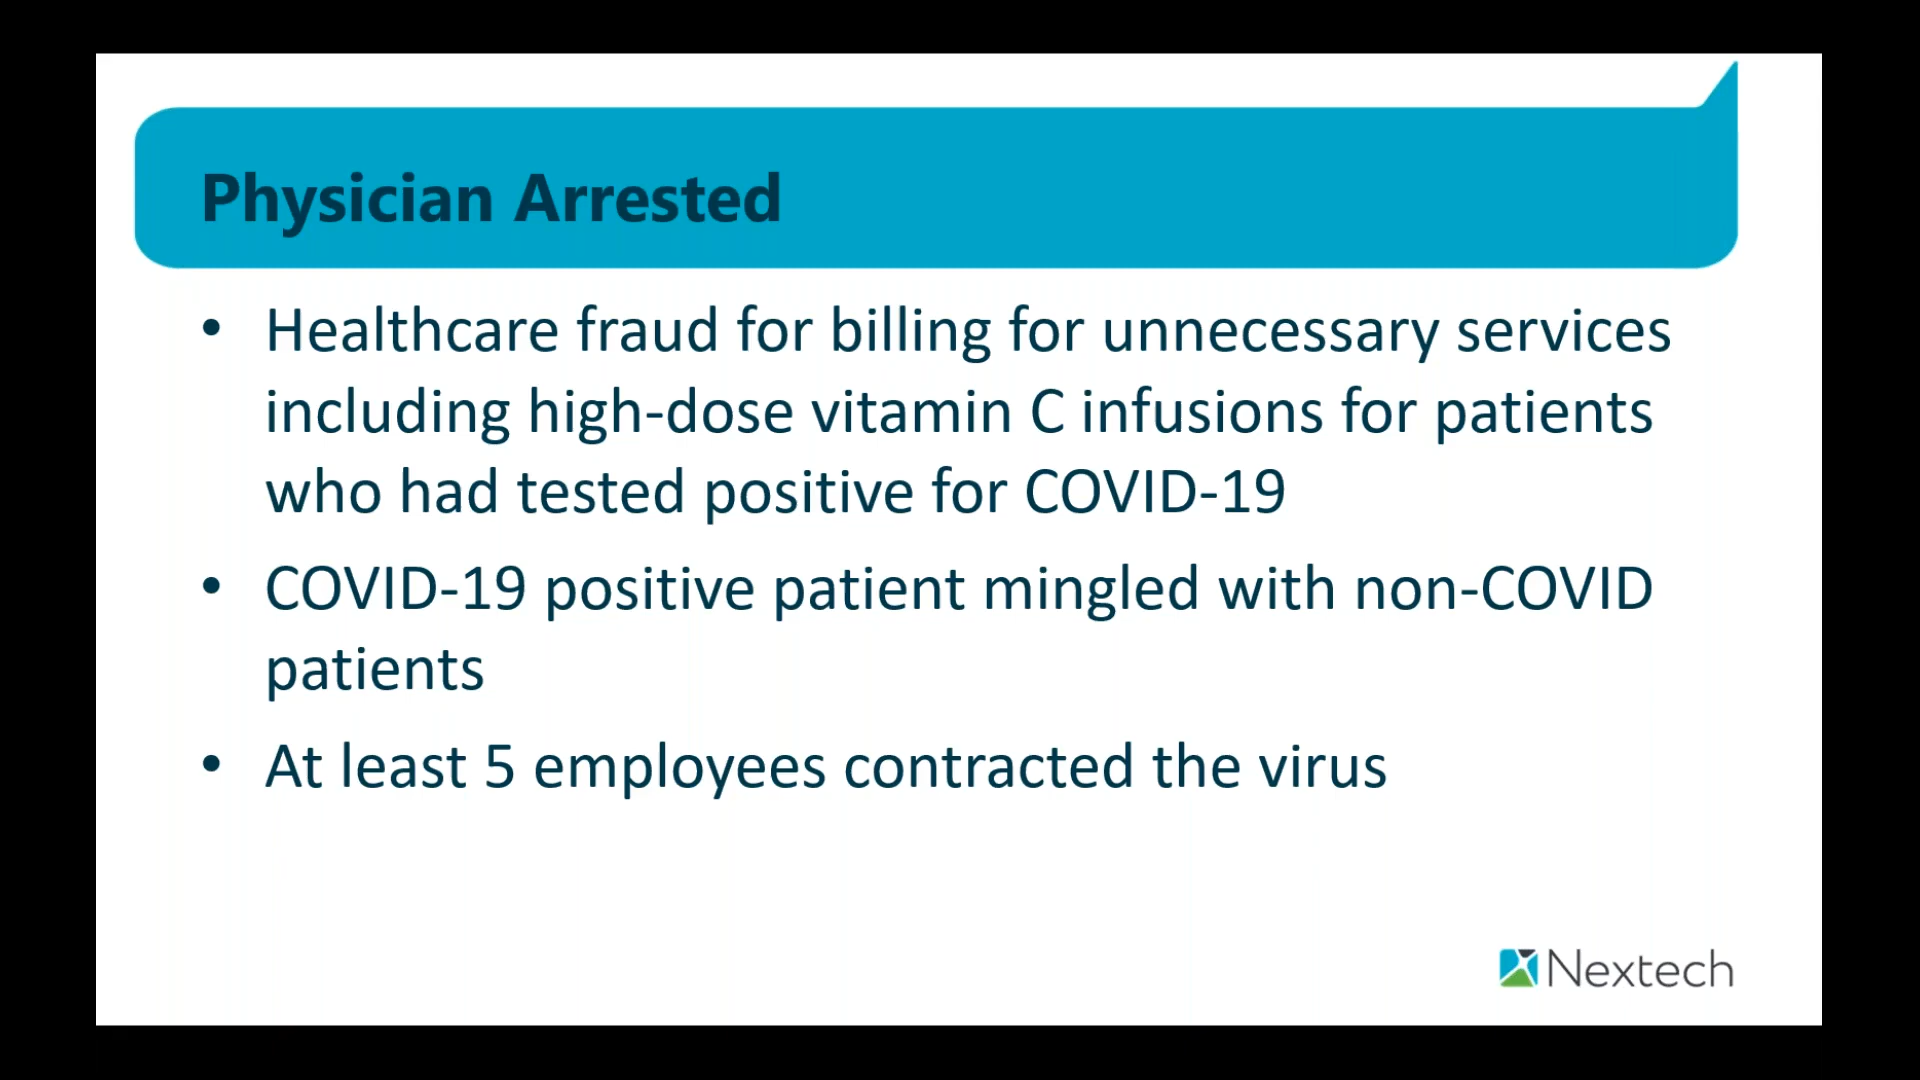 Physician Arrested
• Healthcare fraud for billing for unnecessary services
including high-dose vitamin C infusions for patients
who had tested positive for COVID-19
• COVID-19 positive patient mingled with non-COVID
patients
• At least 5 employees contracted the virus
Nextech